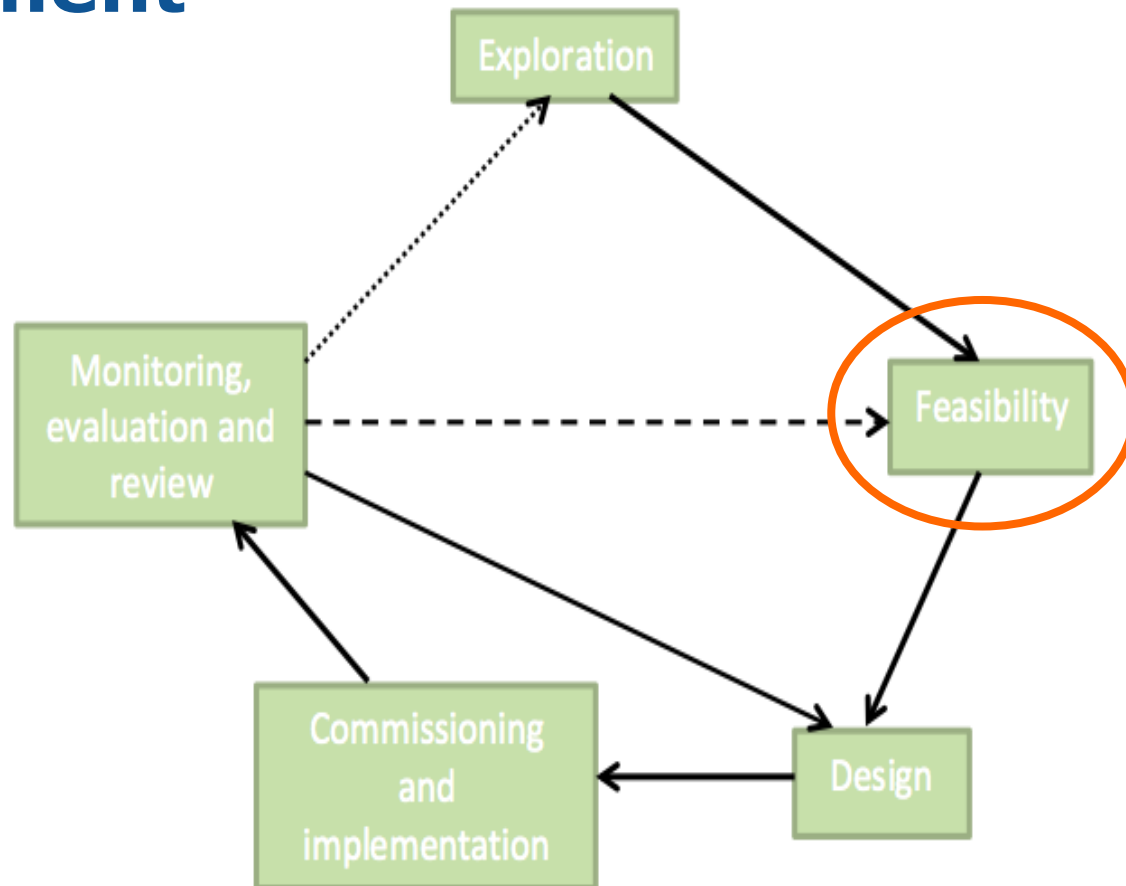 Exploration
Monitoring,
evaluation and
review
Feasibility
Commissioning
and
implementation
Design